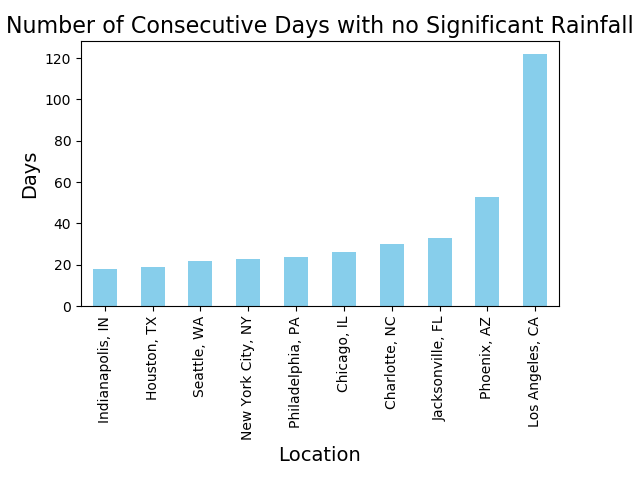 Number of Consecutive Days with no Significant Rainfall
120
100
80
60
40
20
0
Days
Indianapolis, IN
Houston, TX
Seattle, WA
New York City, NY
Philadelphia, PA
Chicago, IL
Charlotte, NC
Jacksonville, FL
Phoenix, AZ
Los Angeles, CA
Location